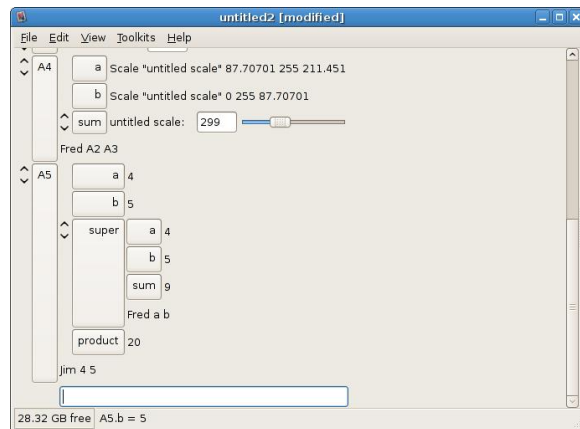 untitled2 [modified]
File Edit View Toolkits Help
A4
a Scale "untitled scale" 87.70701 255 211.451
b Scale "untitled scale" 0 255 87.70701
sum untitled scale: 299
Fred A2 A3
A5
a 4
b 5
super
a 4
b 5
sum 9
Fred a b
product 20
Jim 4 5
28.32 GB free A5.b = 5